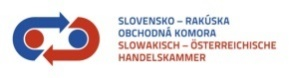 SLOVENSKO – RAKÚSKA
OBCHODNÁ KOMORA
SLOWAKISCH – ÖSTERREICHISCHE
HANDELSKAMMER